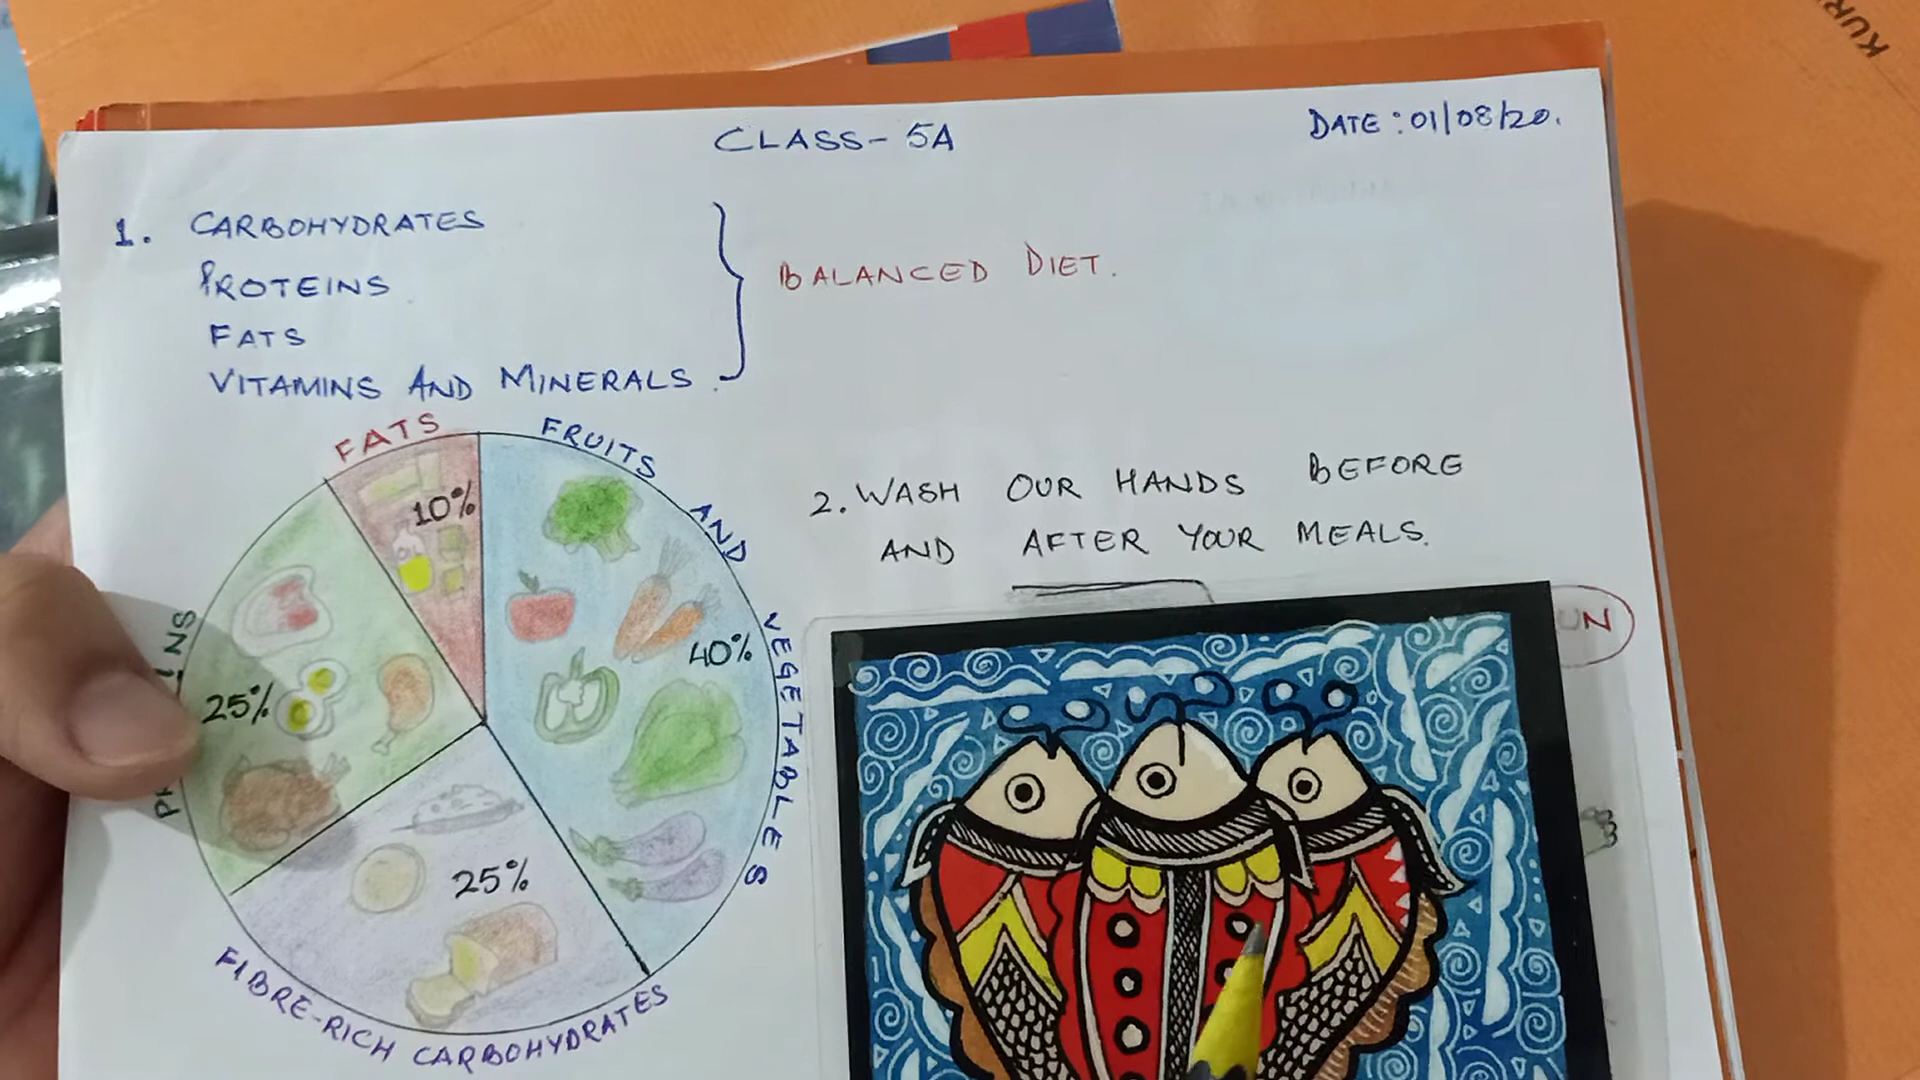 KUR
CLASS - 5A
DATE : 01/08/20.
1. CARBOHYDRATES
PROTEINS
FATS
VITAMINS AND MINERALS.
BALANCED DIET.
FATS
10%
FRUITS AND VEGETABLES
40%
25%
25%
FIBRE-RICH CARBOHYDRATES
2. WASH OUR HANDS BEFORE
AND AFTER YOUR MEALS.